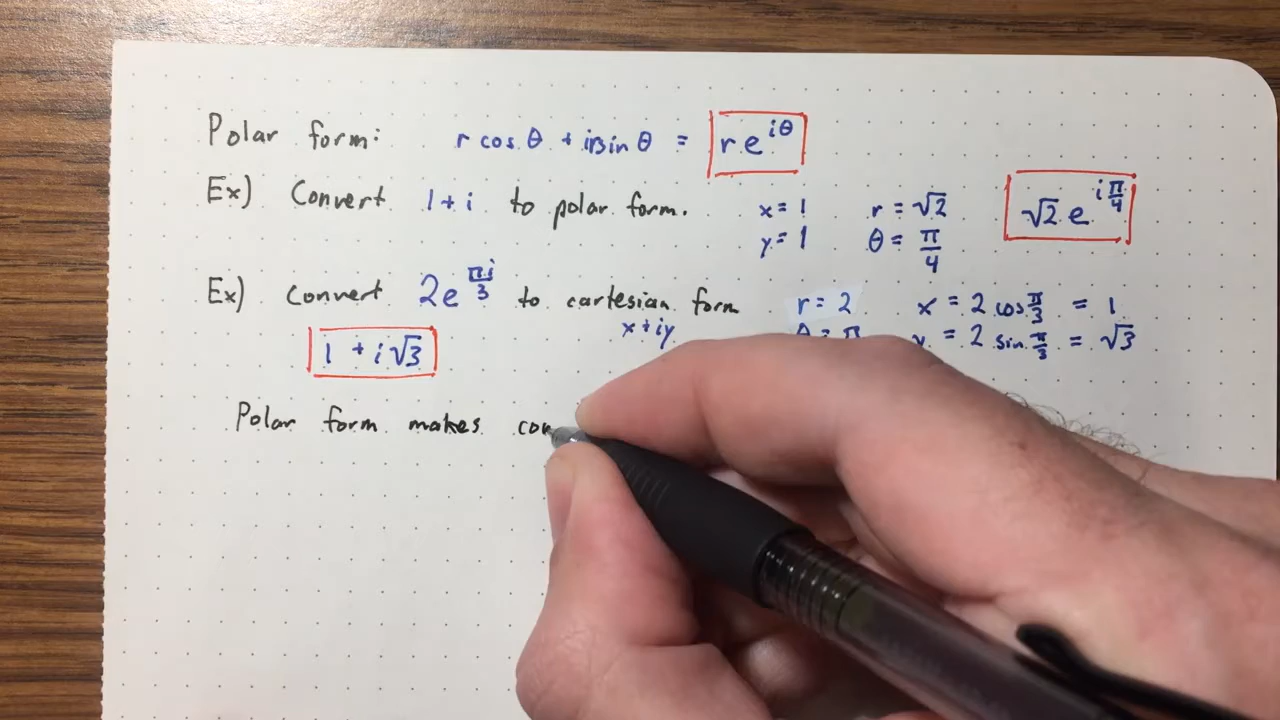 Polar form: r cos θ + ir sin θ = r e^{iθ}
Ex) Convert 1 + i to polar form. x = 1 r = √2 √2 e^{i π/4}
y = 1 θ = π/4
Ex) Convert 2e^{πi/3} to cartesian form r = 2 x = 2 cos π/3 = 1
x + iy θ = π = 2 sin π/3 = √3
1 + i√3
Polar form makes